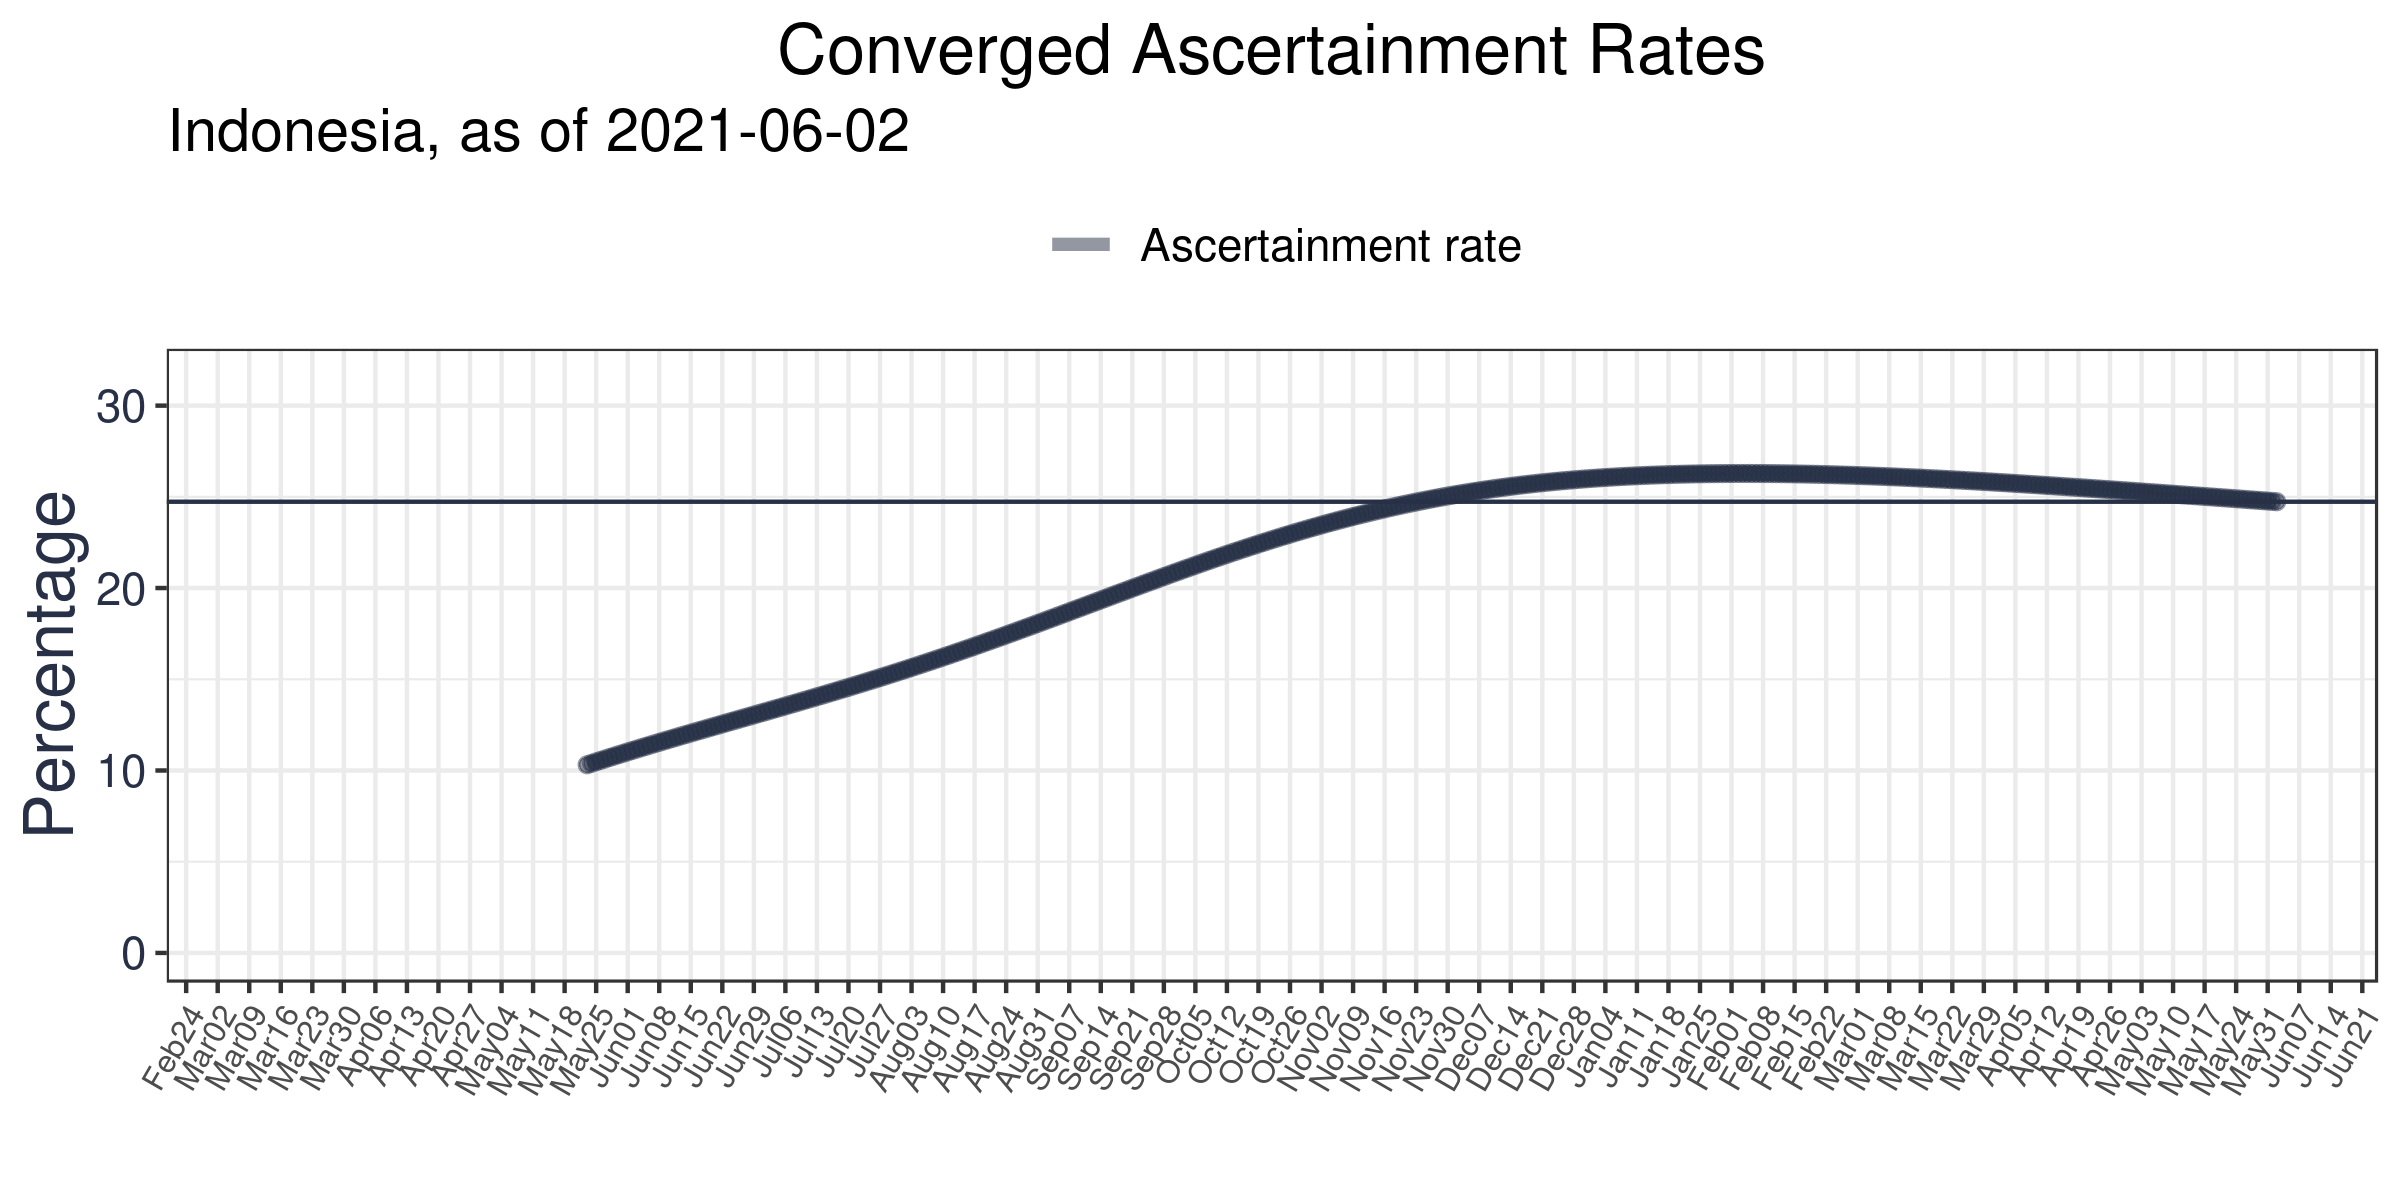 Converged Ascertainment Rates
Indonesia, as of 2021-06-02
Ascertainment rate
Percentage
30
20
10
0
Feb24 Mar02 Mar09 Mar16 Mar23 Mar30 Apr06 Apr13 Apr20 Apr27 May04 May11 May18 May25 Jun01 Jun08 Jun15 Jun22 Jun29 Jul06 Jul13 Jul20 Jul27 Aug03 Aug10 Aug17 Aug24 Aug31 Sep07 Sep14 Sep21 Sep28 Oct05 Oct12 Oct19 Oct26 Nov02 Nov09 Nov16 Nov23 Nov30 Dec07 Dec14 Dec21 Dec28 Jan04 Jan11 Jan18 Jan25 Feb01 Feb08 Feb15 Feb22 Mar01 Mar08 Mar15 Mar22 Mar29 Apr05 Apr12 Apr19 Apr26 May03 May10 May17 May24 May31 Jun07 Jun14 Jun21